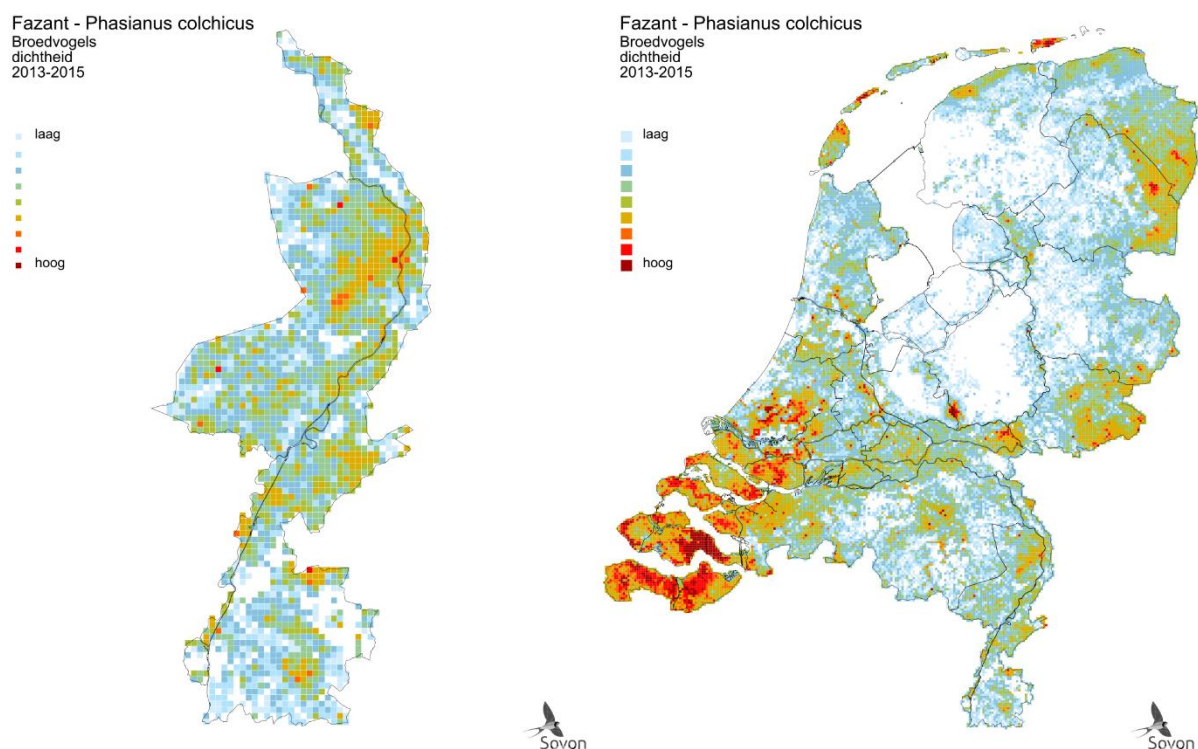 Fazant - Phasianus colchicus
Broedvogels
dichtheid
2013-2015
laag
hoog
Sovon
Fazant - Phasianus colchicus
Broedvogels
dichtheid
2013-2015
laag
hoog
Sovon